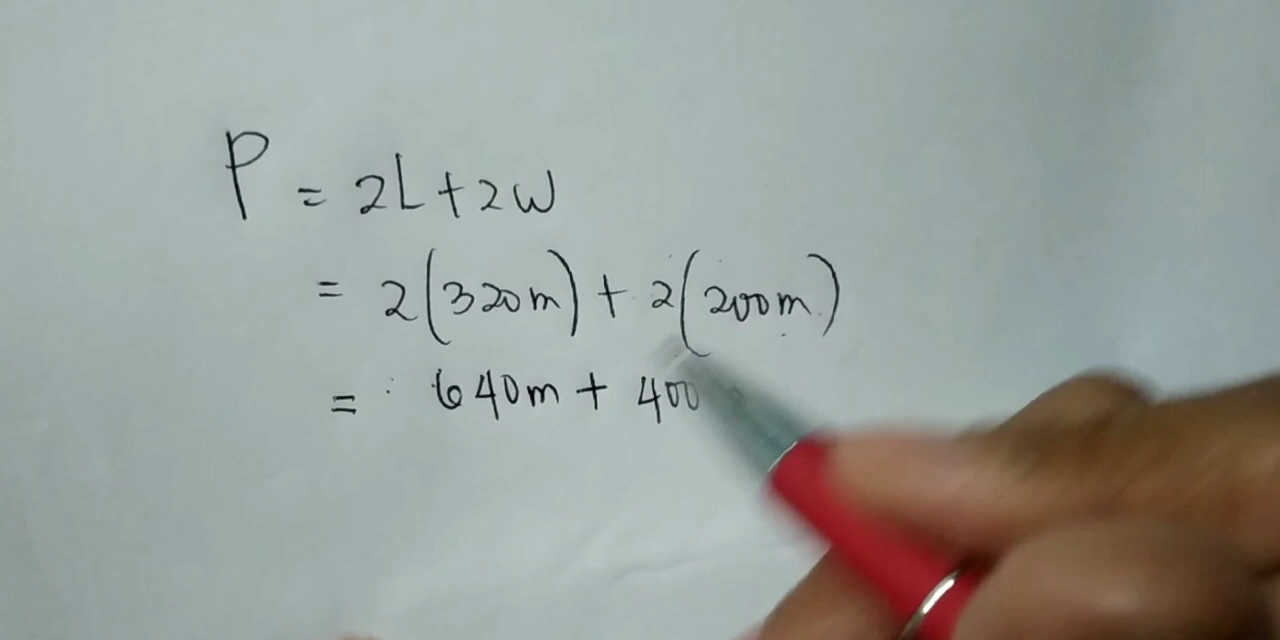 P = 2L + 2W
= 2(320m) + 2(200m)
= 640m + 400